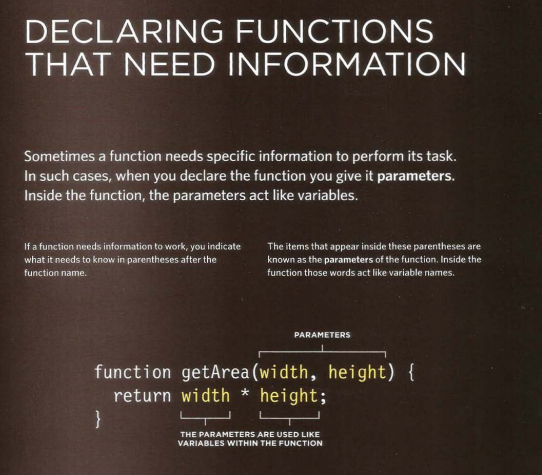 DECLARING FUNCTIONS
THAT NEED INFORMATION
Sometimes a function needs specific information to perform its task.
In such cases, when you declare the function you give it parameters.
Inside the function, the parameters act like variables.
If a function needs information to work, you indicate
what it needs to know in parentheses after the
function name.
The items that appear inside these parentheses are
known as the parameters of the function. Inside the
function those words act like variable names.
PARAMETERS
function getArea(width, height) {
return width * height;
}
THE PARAMETERS ARE USED LIKE
VARIABLES WITHIN THE FUNCTION